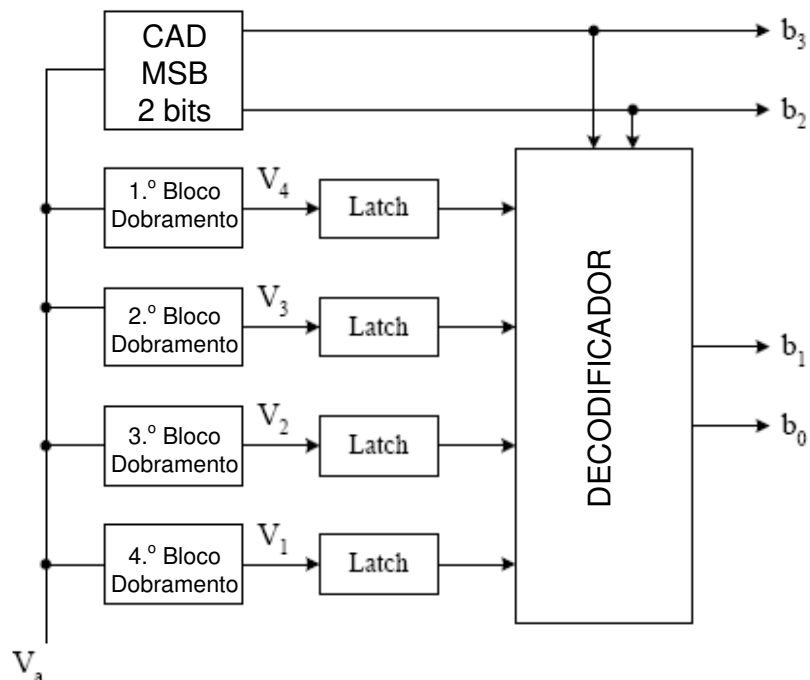 CAD
MSB
2 bits
b3
b2
1.º Bloco
Dobramento
V4
Latch
2.º Bloco
Dobramento
V3
Latch
3.º Bloco
Dobramento
V2
Latch
4.º Bloco
Dobramento
V1
Latch
DECODIFICADOR
b1
b0
Va